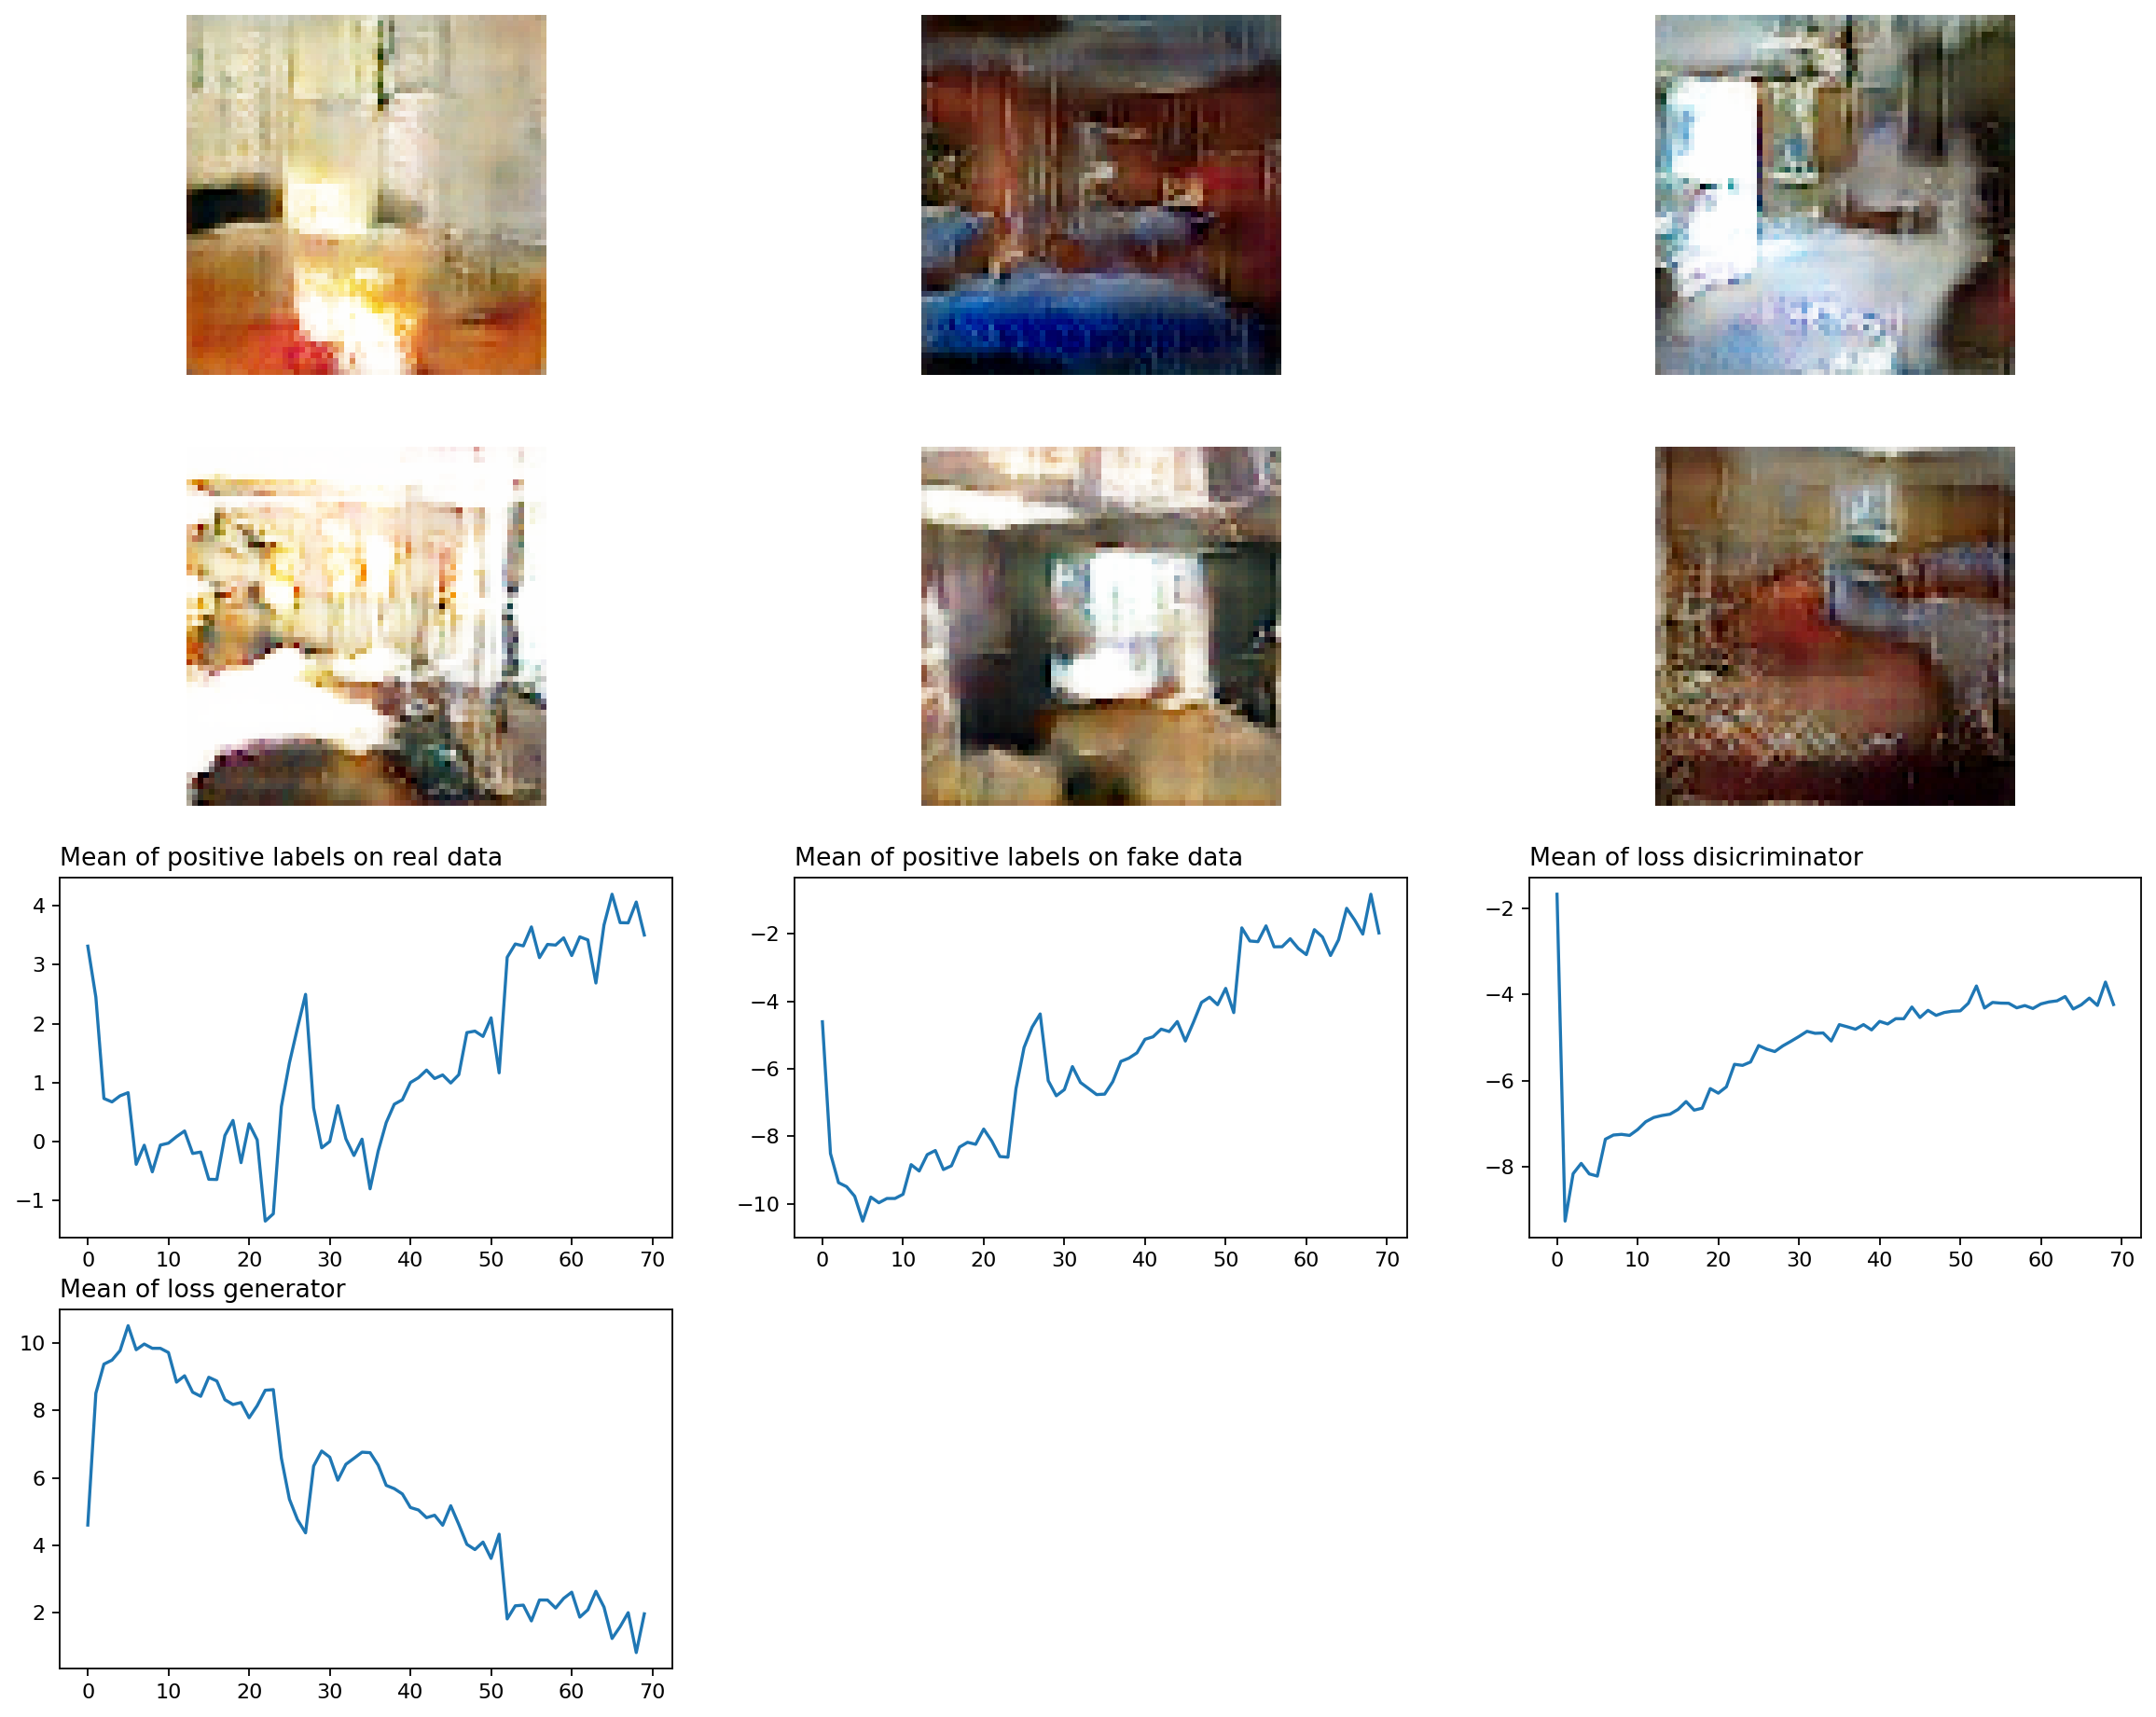 Mean of positive labels on real data
Mean of positive labels on fake data
Mean of loss disicriminator
4
3
2
1
0
−1
0 10 20 30 40 50 60 70
−2
−4
−6
−8
−10
0 10 20 30 40 50 60 70
−2
−4
−6
−8
0 10 20 30 40 50 60 70
Mean of loss generator
10
8
6
4
2
0 10 20 30 40 50 60 70